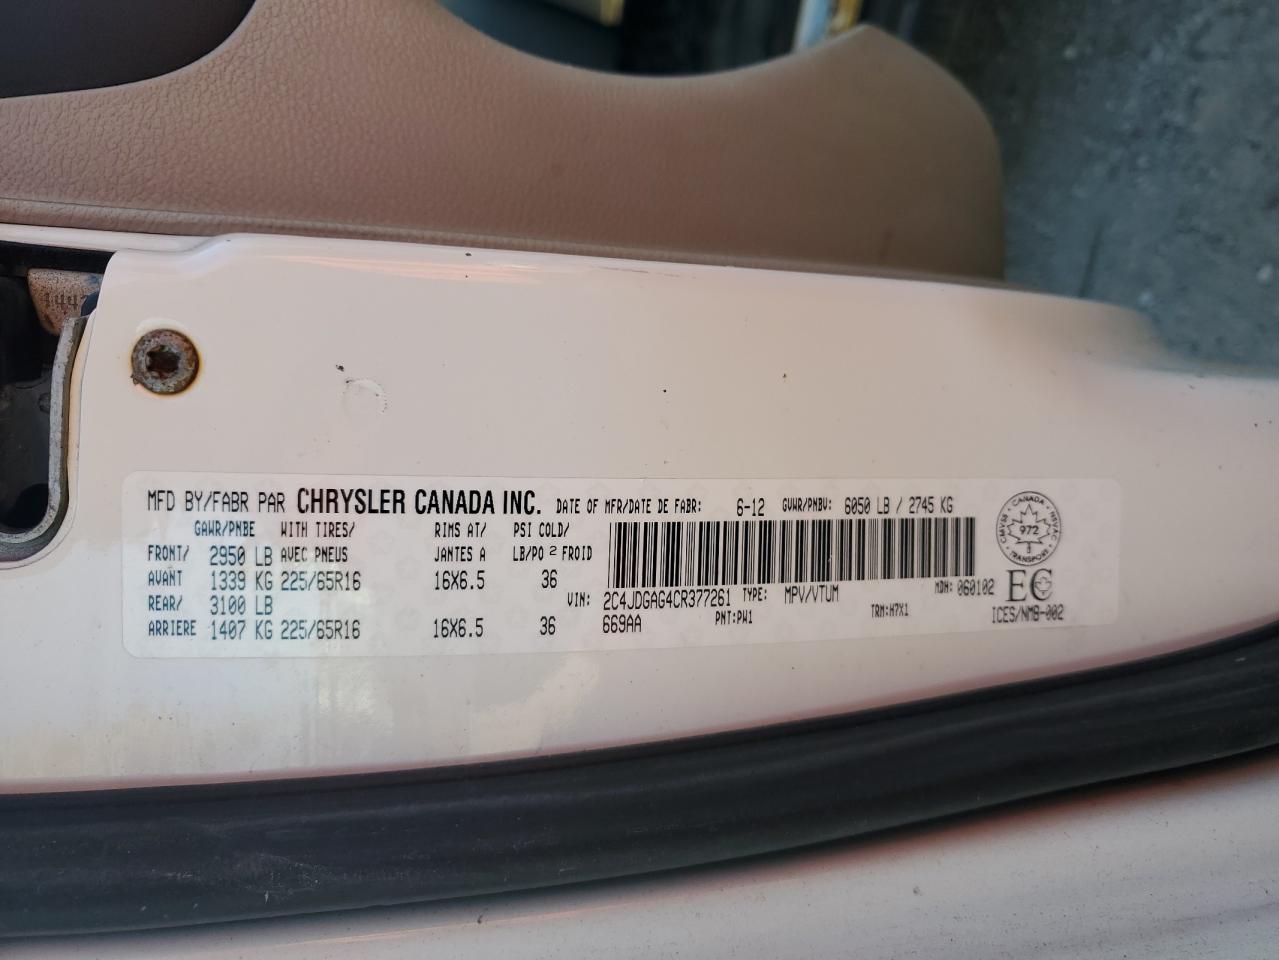 MFD BY/FABR PAR CHRYSLER CANADA INC. DATE OF MFR/DATE DE FABR: 6-12 GVWR/PNBV: 6050 LB / 2745 KG
GAWR/PNBE WITH TIRES/ RIMS AT/ PSI COLD/
FRONT/ 2950 LB AVEC PNEUS JANTES A LB/PO 2 FROID
AVANT 1339 KG 225/65R16 16X6.5 36
REAR/ 3100 LB
ARRIERE 1407 KG 225/65R16 16X6.5 36
VIN: 2C4JDGAG4CR377261 TYPE: MPV/VTUM MDH: 060102
669AA PNT:PW1 TRM:H7X1
CANADA
CMVSS NSVAC
972
1
TRANSPORT
EC
ICES/NMB-002